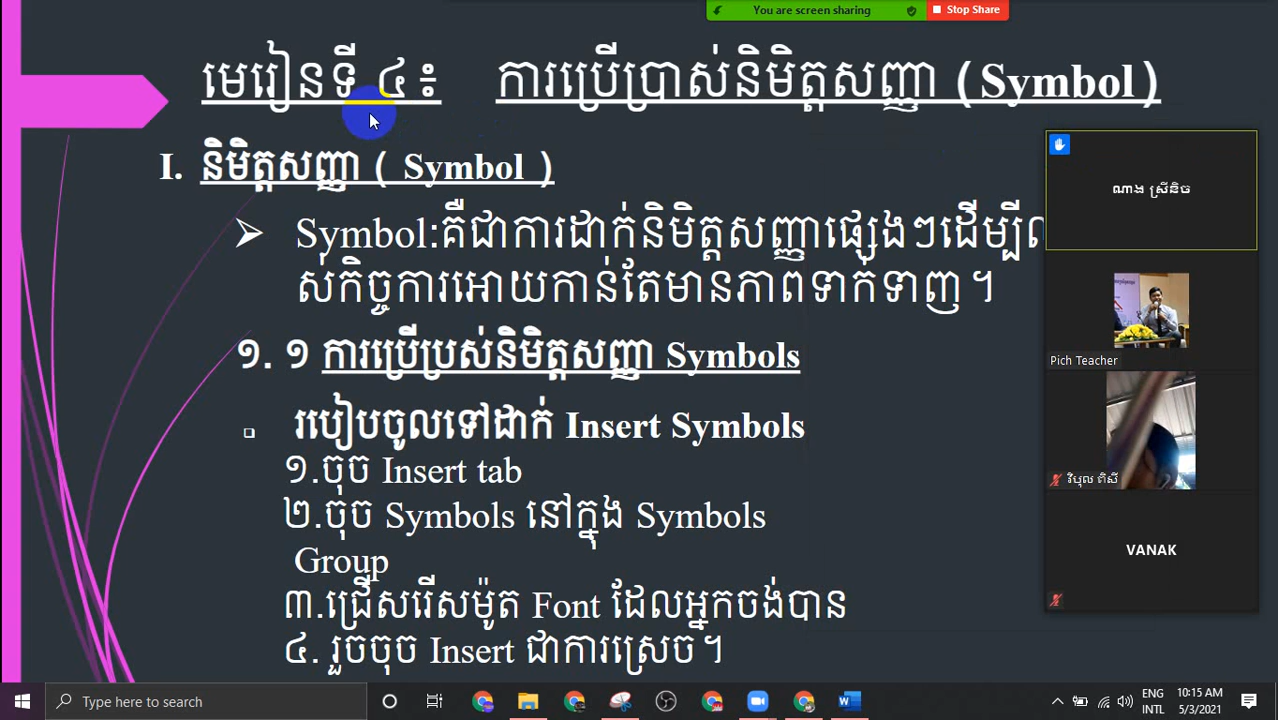 You are screen sharing
Stop Share
មេរៀនទី ៤៖ ការប្រើប្រាស់និមិត្តសញ្ញា (Symbol)
I. និមិត្តសញ្ញា ( Symbol )
Symbol:គឺជាការដាក់និមិត្តសញ្ញាផ្សេងៗដើម្បី
ស់កិច្ចការអោយកាន់តែមានភាពទាក់ទាញ។
១. ១ ការប្រើប្រស់និមិត្តសញ្ញា Symbols
របៀបចូលទៅដាក់ Insert Symbols
១.ចុច Insert tab
២.ចុច Symbols នៅក្នុង Symbols
Group
៣.ជ្រើសរើសម៉ូត Font ដែលអ្នកចង់បាន
៤. រួចចុច Insert ជាការស្រេច។
ណាង ស្រីនិច
Pich Teacher
វិបុល ពិសី
VANAK
Type here to search
ENG
INTL
10:15 AM
5/3/2021